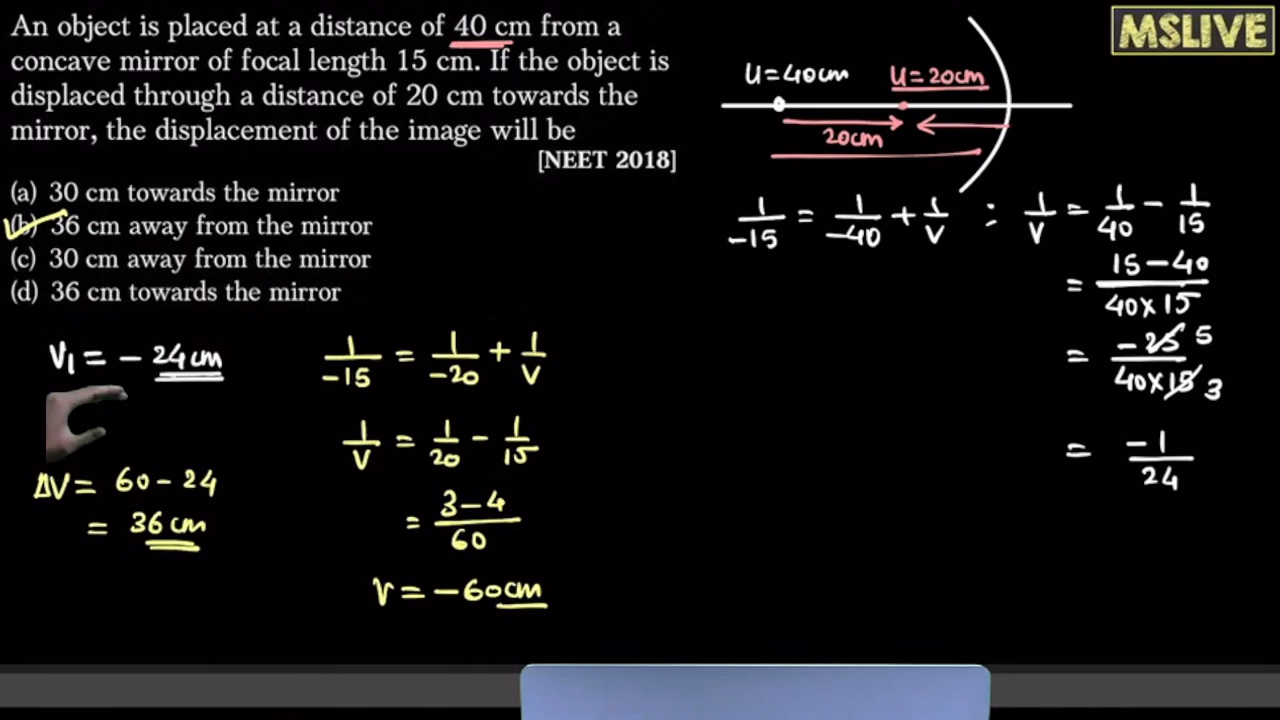 An object is placed at a distance of 40 cm from a
concave mirror of focal length 15 cm. If the object is
displaced through a distance of 20 cm towards the
mirror, the displacement of the image will be
[NEET 2018]
(a) 30 cm towards the mirror
(b) 36 cm away from the mirror
(c) 30 cm away from the mirror
(d) 36 cm towards the mirror
MSLIVE
U=40cm U=20cm
20cm
1/-15 = 1/-40 + 1/V : 1/V = 1/40 - 1/15
= 15-40/40×15
= -25 5/40×15 3
= -1/24
V₁ = - 24cm
1/-15 = 1/-20 + 1/V
1/V = 1/20 - 1/15
= 3-4/60
V = -60cm
ΔV = 60-24
= 36cm